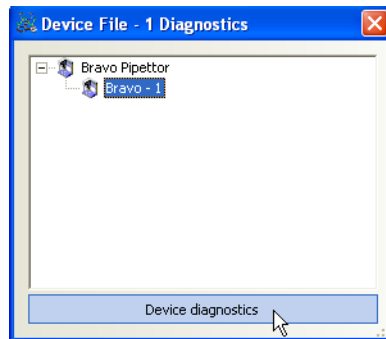 Device File - 1 Diagnostics
Bravo Pipettor
Bravo - 1
Device diagnostics